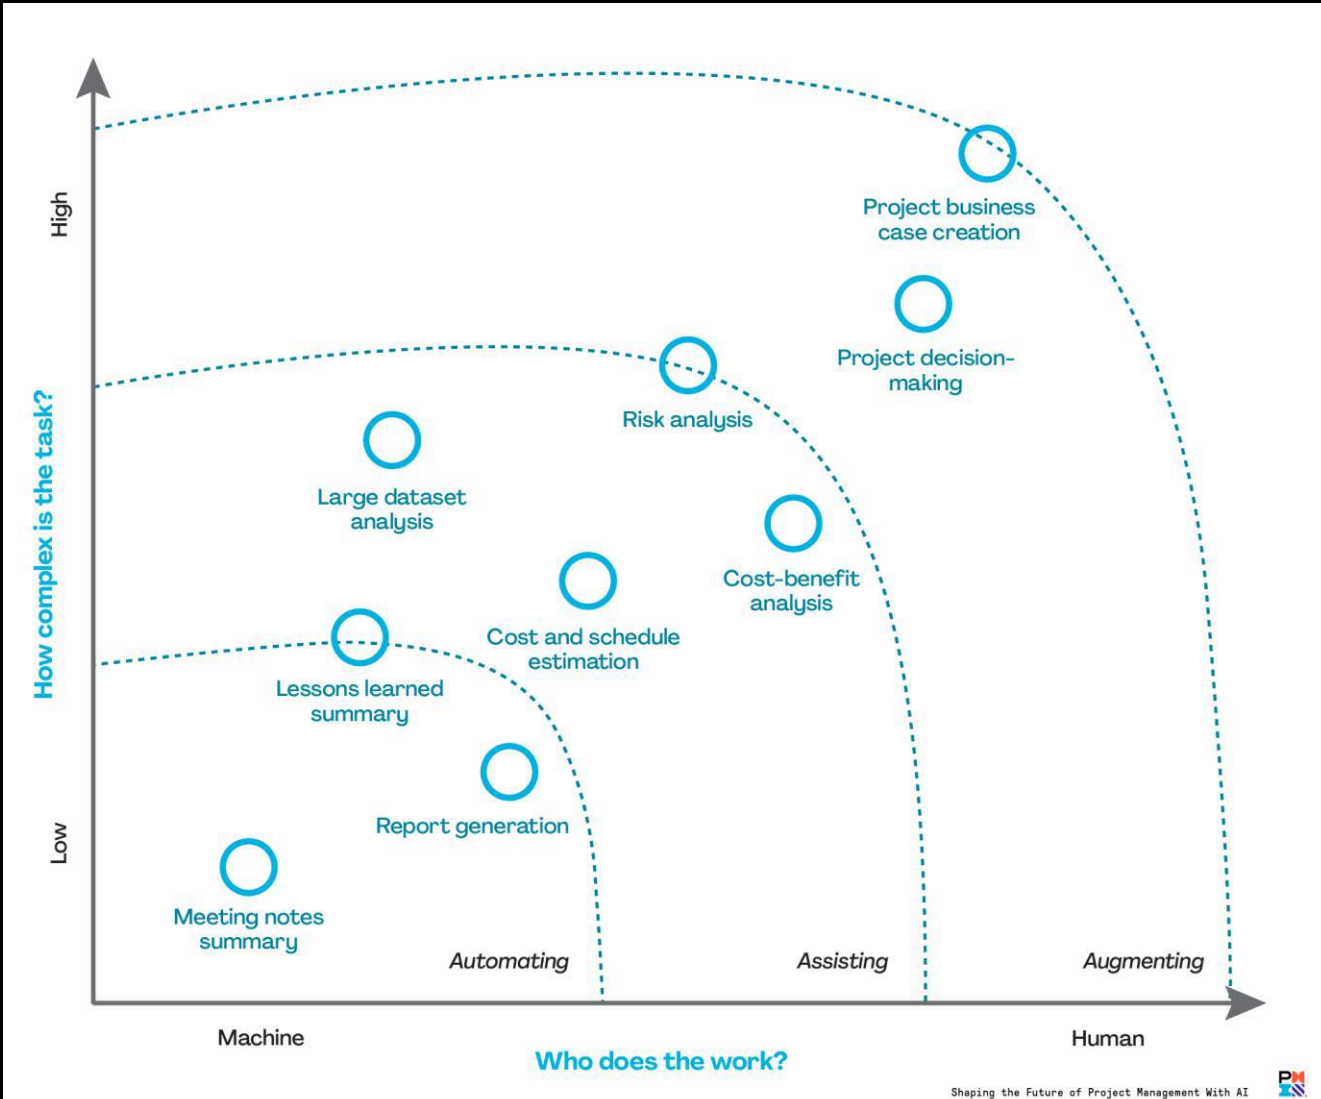 High
Project business
case creation
Project decision-
making
Risk analysis
How complex is the task?
Large dataset
analysis
Cost-benefit
analysis
Cost and schedule
estimation
Lessons learned
summary
Report generation
Low
Meeting notes
summary
Automating
Assisting
Augmenting
Machine
Human
Who does the work?
Shaping the Future of Project Management With AI
PMI